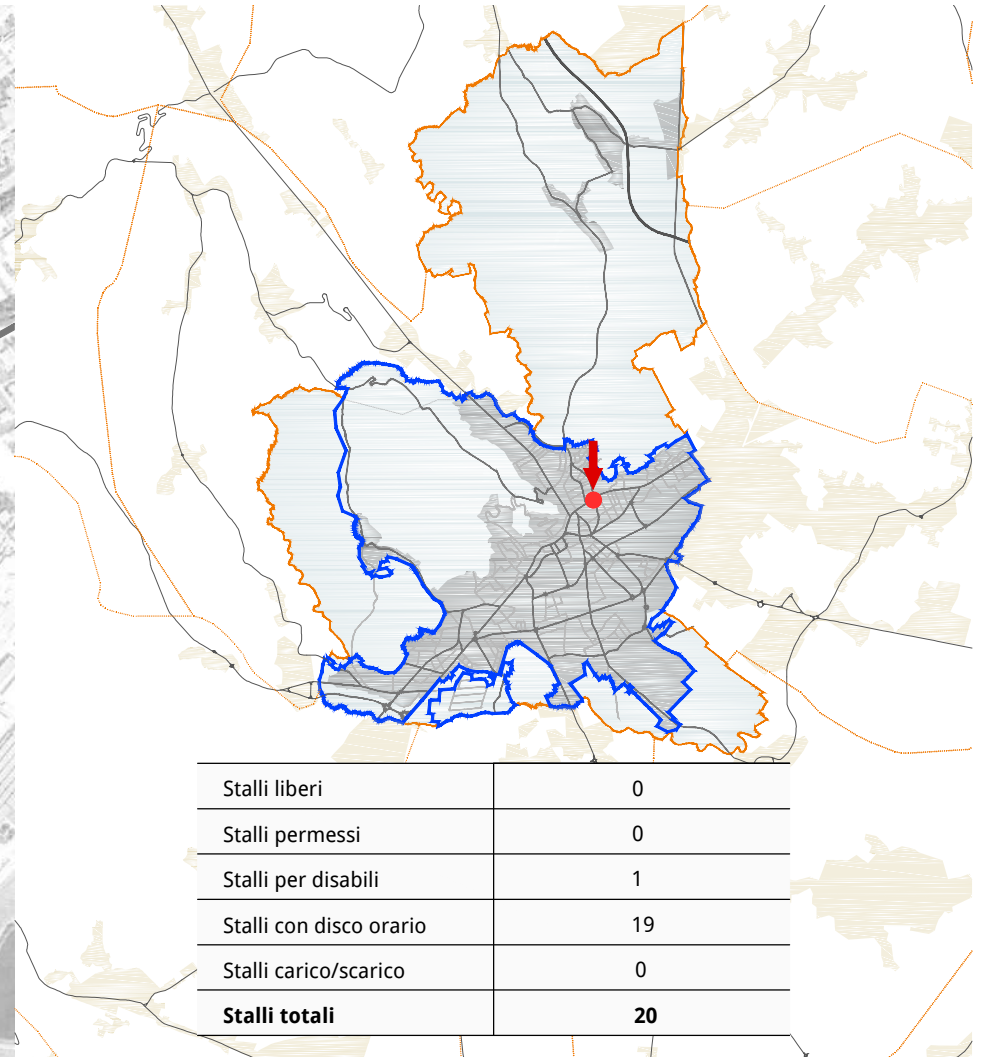 Stalli liberi 0
Stalli permessi 0
Stalli per disabili 1
Stalli con disco orario 19
Stalli carico/scarico 0
Stalli totali 20